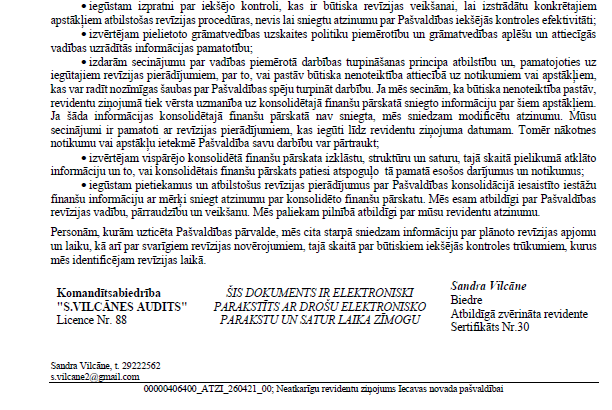 • iegūstam izpratni par iekšējo kontroli, kas ir būtiska revīzijas veikšanai, lai izstrādātu konkrētajiem
apstākļiem atbilstošas revīzijas procedūras, nevis lai sniegtu atzinumu par Pašvaldības iekšējās kontroles efektivitāti;
• izvērtējam pielietoto grāmatvedības uzskaites politiku piemērotību un grāmatvedības aplēšu un attiecīgās
vadības uzrādītās informācijas pamatotību;
• izdarām secinājumu par vadības piemērotā darbības turpināšanas principa atbilstību un, pamatojoties uz
iegūtajiem revīzijas pierādījumiem, par to, vai pastāv būtiska nenoteiktība attiecībā uz notikumiem vai apstākļiem,
kas var radīt nozīmīgas šaubas par Pašvaldības spēju turpināt darbību. Ja mēs secinām, ka būtiska nenoteiktība pastāv,
revidentu ziņojumā tiek vērsta uzmanība uz konsolidētajā finanšu pārskatā sniegto informāciju par šiem apstākļiem.
Ja šāda informācijas konsolidētajā finanšu pārskatā nav sniegta, mēs sniedzam modificētu atzinumu. Mūsu
secinājumi ir pamatoti ar revīzijas pierādījumiem, kas iegūti līdz revidentu ziņojuma datumam. Tomēr nākotnes
notikumu vai apstākļu ietekmē Pašvaldība savu darbību var pārtraukt;
• izvērtējam vispārējo konsolidētā finanšu pārskata izklāstu, struktūru un saturu, tajā skaitā pielikumā atklāto
informāciju un to, vai konsolidētais finanšu pārskats patiesi atspoguļo tā pamatā esošos darījumus un notikumus;
• iegūstam pietiekamus un atbilstošus revīzijas pierādījumus par Pašvaldības konsolidācijā iesaistīto iestāžu
finanšu informāciju ar mērķi sniegt atzinumu par konsolidēto finanšu pārskatu. Mēs esam atbildīgi par Pašvaldības
revīzijas vadību, pārraudzību un veikšanu. Mēs paliekam pilnībā atbildīgi par mūsu revidentu atzinumu.
Personām, kurām uzticēta Pašvaldības pārvalde, mēs cita starpā sniedzam informāciju par plānoto revīzijas apjomu
un laiku, kā arī par svarīgiem revīzijas novērojumiem, tajā skaitā par būtiskiem iekšējās kontroles trūkumiem, kurus
mēs identificējam revīzijas laikā.
Komandītsabiedrība
"S.VILCĀNES AUDITS"
Licence Nr. 88
ŠIS DOKUMENTS IR ELEKTRONISKI
PARAKSTĪTS AR DROŠU ELEKTRONISKO
PARAKSTU UN SATUR LAIKA ZĪMOGU
Sandra Vilcāne
Biedre
Atbildīgā zvērināta revidente
Sertifikāts Nr.30
Sandra Vilcāne, t. 29222562
s.vilcane2@gmail.com
00000406400_ATZI_260421_00; Neatkarīgu revidentu ziņojums Iecavas novada pašvaldībai